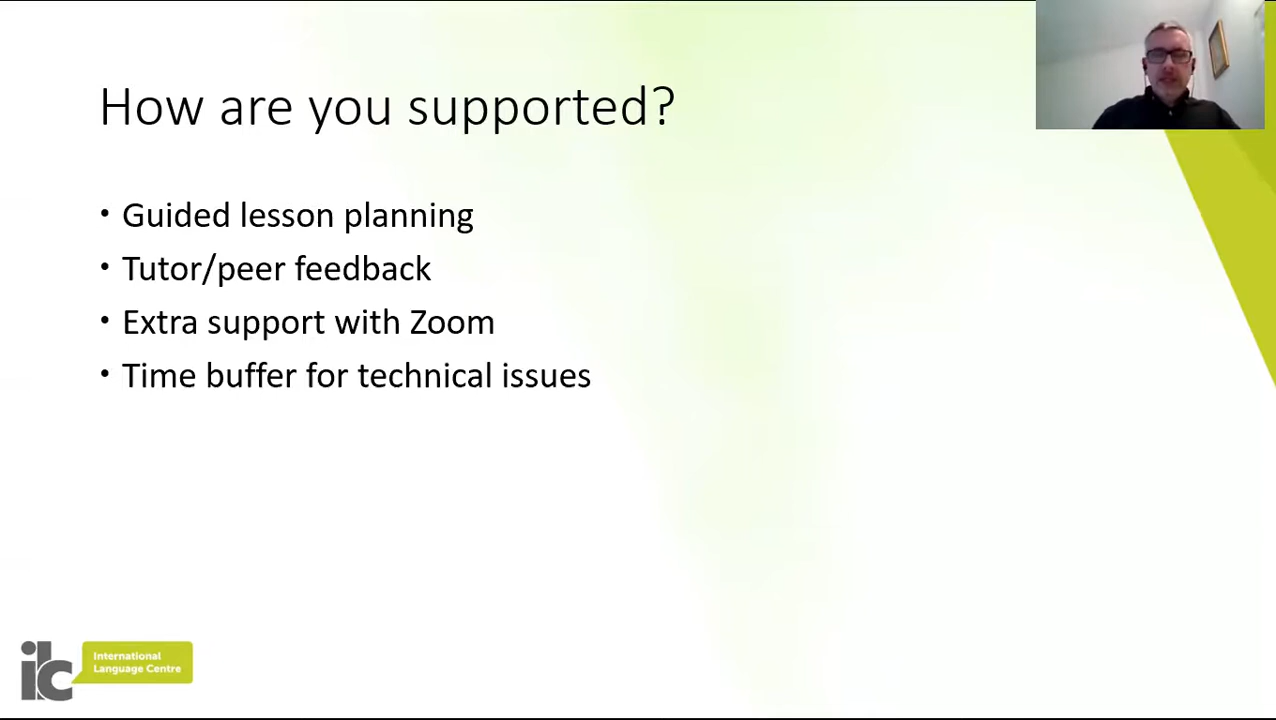 How are you supported?
• Guided lesson planning
• Tutor/peer feedback
• Extra support with Zoom
• Time buffer for technical issues
ilc
International
Language Centre